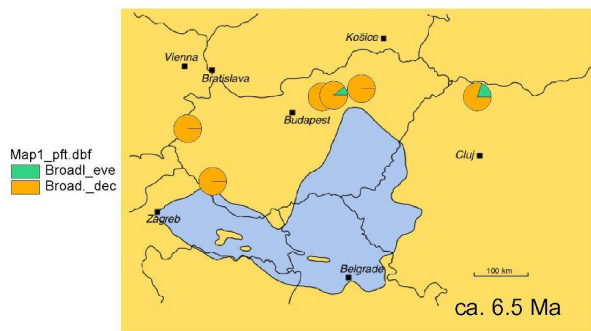 Košice
Vienna
Bratislava
Budapest
Map1_pft.dbf
Broadl_eve
Broad._dec
Cluj
Zagreb
Belgrade
100 km
ca. 6.5 Ma